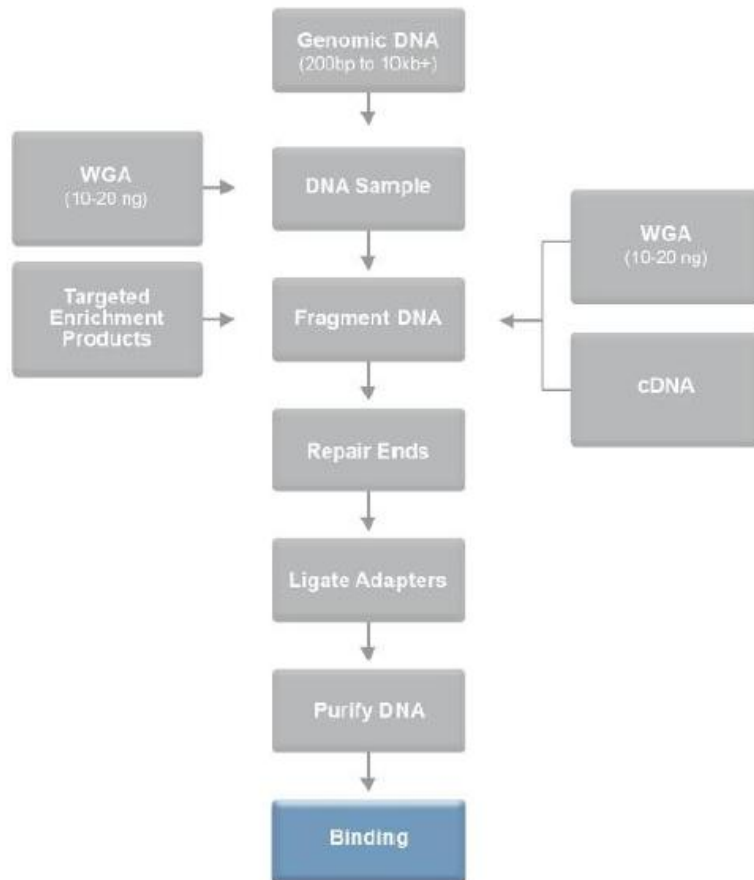 Genomic DNA
(200bp to 10kb+)
WGA
(10-20 ng)
DNA Sample
WGA
(10-20 ng)
Targeted
Enrichment
Products
Fragment DNA
cDNA
Repair Ends
Ligate Adapters
Purify DNA
Binding